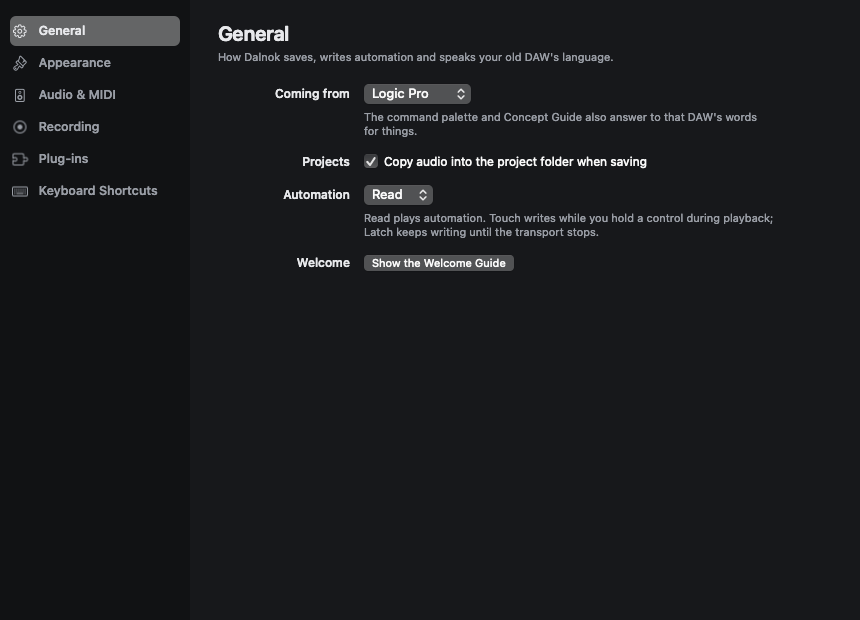 General
Appearance
Audio & MIDI
Recording
Plug-ins
Keyboard Shortcuts
General
How Dalnok saves, writes automation and speaks your old DAW's language.
Coming from Logic Pro
The command palette and Concept Guide also answer to that DAW's words
for things.
Projects Copy audio into the project folder when saving
Automation Read
Read plays automation. Touch writes while you hold a control during playback;
Latch keeps writing until the transport stops.
Welcome Show the Welcome Guide